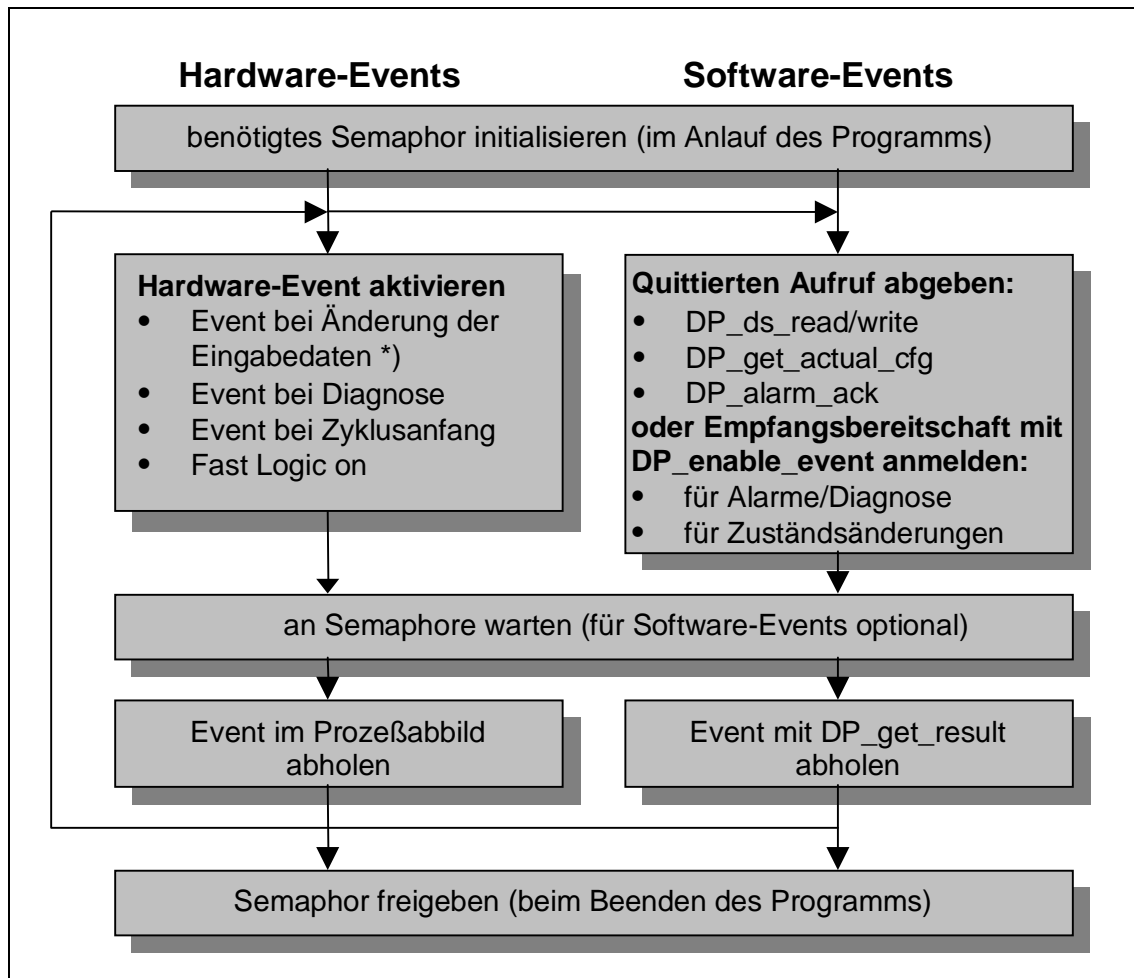 Hardware-Events
Software-Events
benötigtes Semaphor initialisieren (im Anlauf des Programms)
Hardware-Event aktivieren
• Event bei Änderung der
Eingabedaten *)
• Event bei Diagnose
• Event bei Zyklusanfang
• Fast Logic on
Quittierten Aufruf abgeben:
• DP_ds_read/write
• DP_get_actual_cfg
• DP_alarm_ack
oder Empfangsbereitschaft mit
DP_enable_event anmelden:
• für Alarme/Diagnose
• für Zuständsänderungen
an Semaphore warten (für Software-Events optional)
Event im Prozeßabbild
abholen
Event mit DP_get_result
abholen
Semaphor freigeben (beim Beenden des Programms)